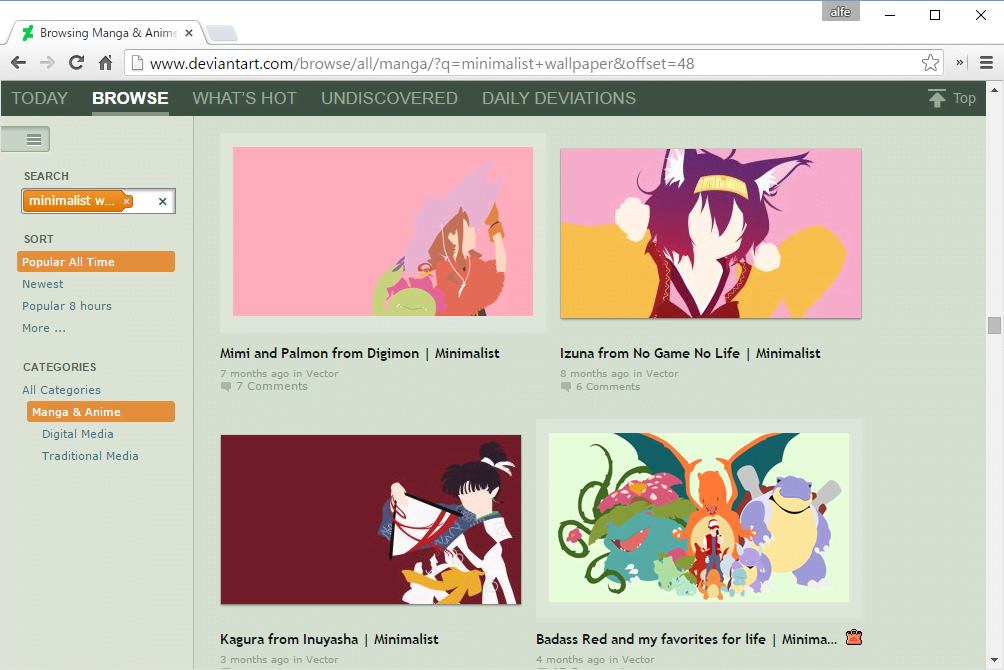 alfe
Browsing Manga & Anime
www.deviantart.com/browse/all/manga/?q=minimalist+wallpaper&offset=48
TODAY BROWSE WHAT'S HOT UNDISCOVERED DAILY DEVIATIONS Top
SEARCH
minimalist w...
SORT
Popular All Time
Newest
Popular 8 hours
More ...
CATEGORIES
All Categories
Manga & Anime
Digital Media
Traditional Media
Mimi and Palmon from Digimon | Minimalist
7 months ago in Vector
7 Comments
Izuna from No Game No Life | Minimalist
8 months ago in Vector
6 Comments
Kagura from Inuyasha | Minimalist
3 months ago in Vector
Badass Red and my favorites for life | Minima...
4 months ago in Vector